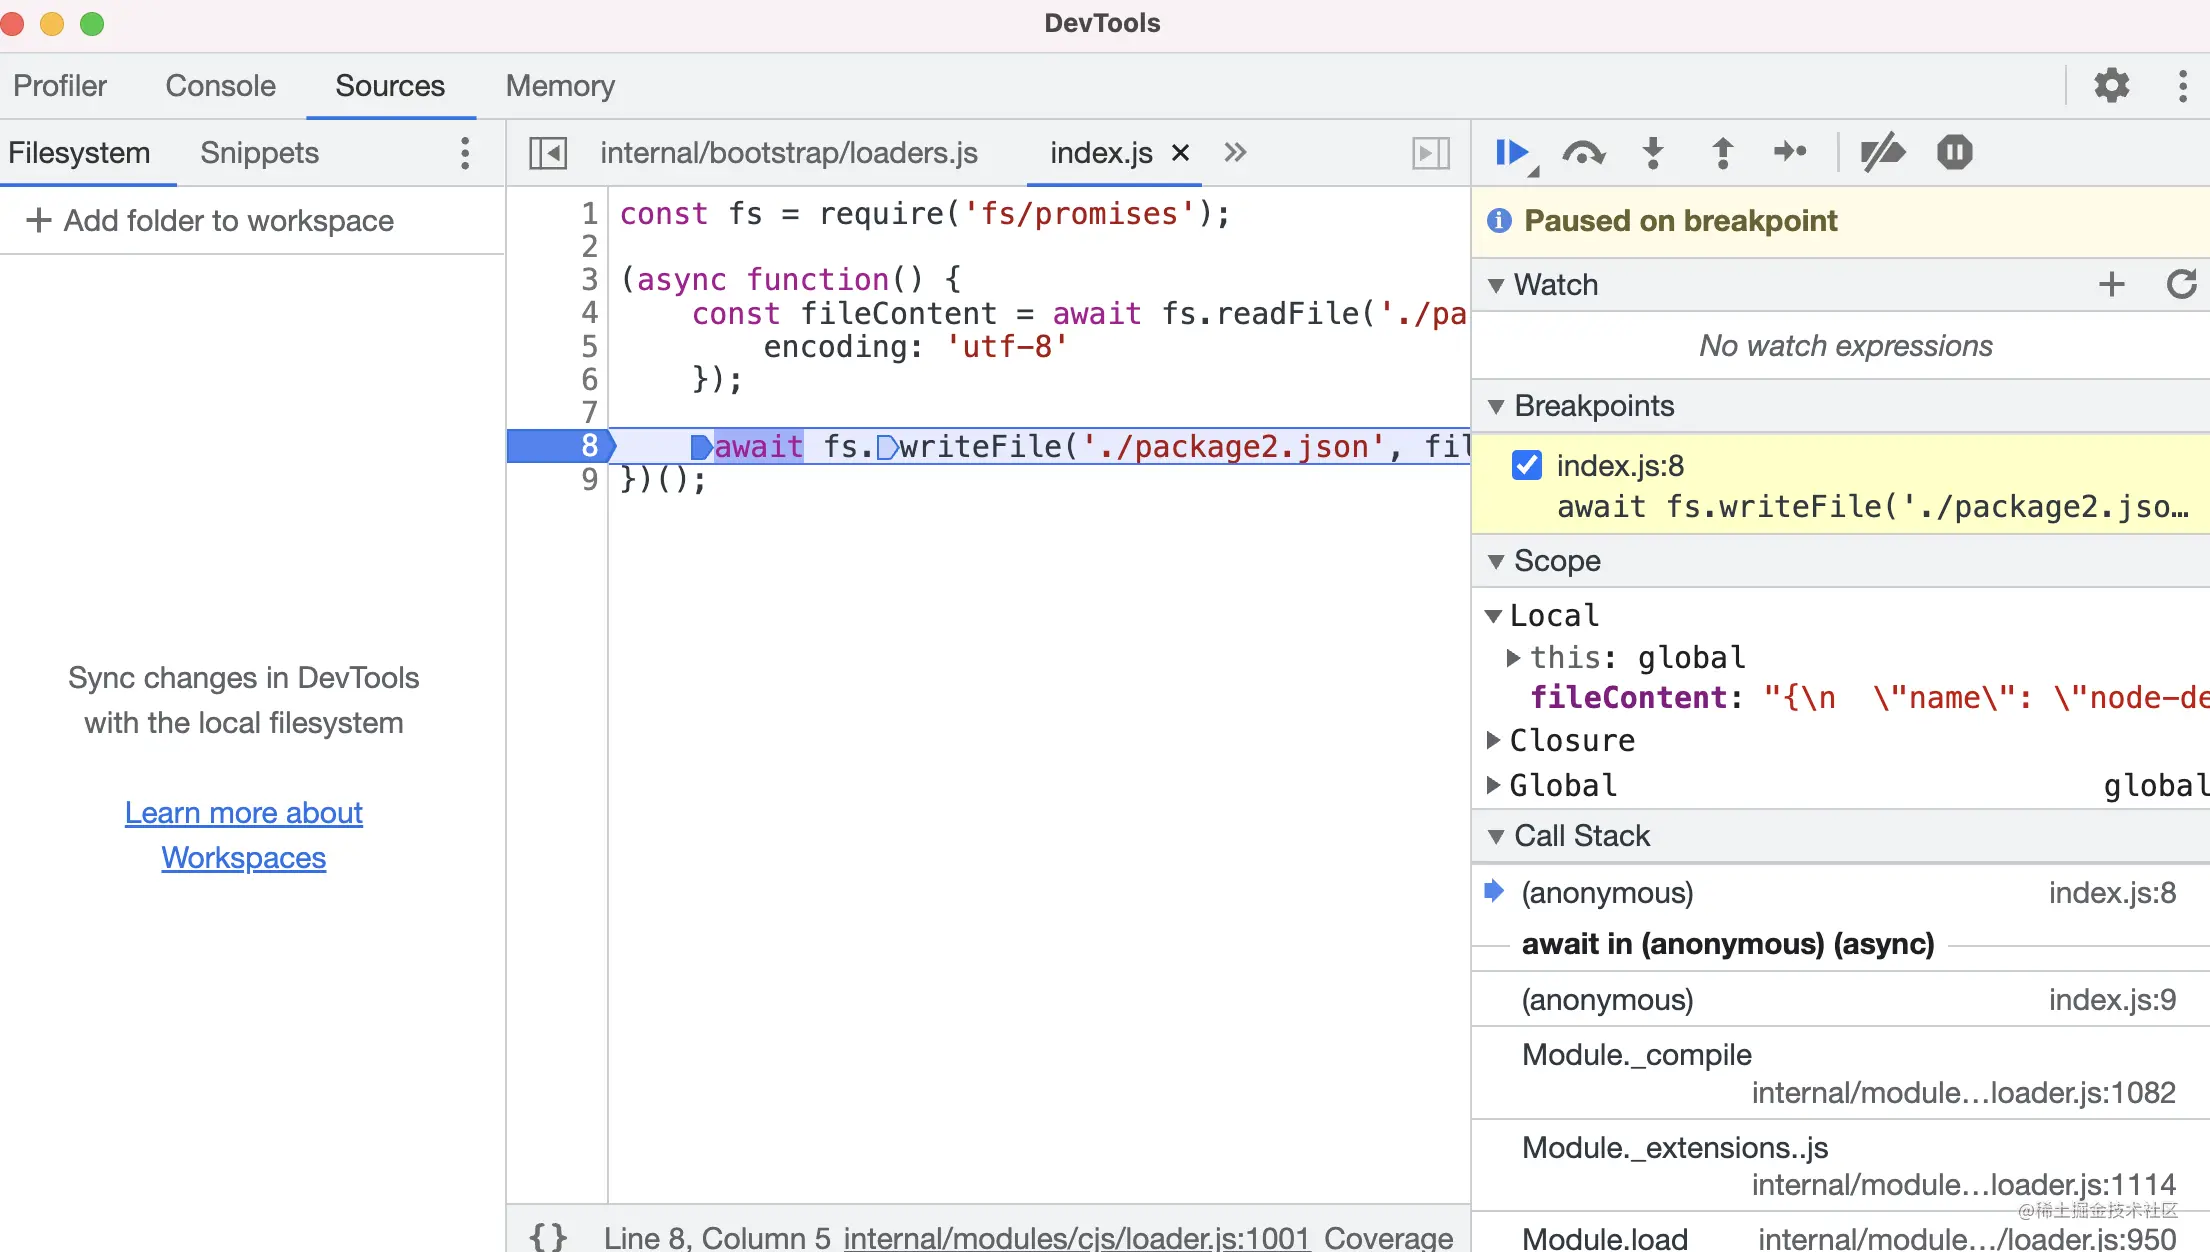 DevTools
Profiler Console Sources Memory
Filesystem Snippets
+ Add folder to workspace
Sync changes in DevTools
with the local filesystem
Learn more about
Workspaces
internal/bootstrap/loaders.js index.js × »
1 const fs = require('fs/promises');
2
3 (async function() {
4 const fileContent = await fs.readFile('./pa
5 encoding: 'utf-8'
6 });
7
8 await fs.writeFile('./package2.json', fil
9 })();
{} Line 8, Column 5 internal/modules/cjs/loader.js:1001 Coverage
Paused on breakpoint
Watch
No watch expressions
Breakpoints
index.js:8
await fs.writeFile('./package2.jso…
Scope
Local
this: global
fileContent: "{\n  \"name\": \"node-de
Closure
Global global
Call Stack
(anonymous) index.js:8
await in (anonymous) (async)
(anonymous) index.js:9
Module._compile
internal/module…loader.js:1082
Module._extensions..js
internal/module…loader.js:1114
@稀土掘金技术社区
Module.load internal/module…/loader.js:950